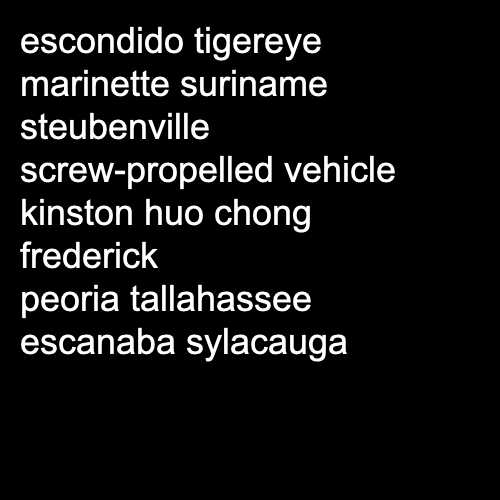 escondido tigereye
marinette suriname
steubenville
screw-propelled vehicle
kinston huo chong
frederick
peoria tallahassee
escanaba sylacauga